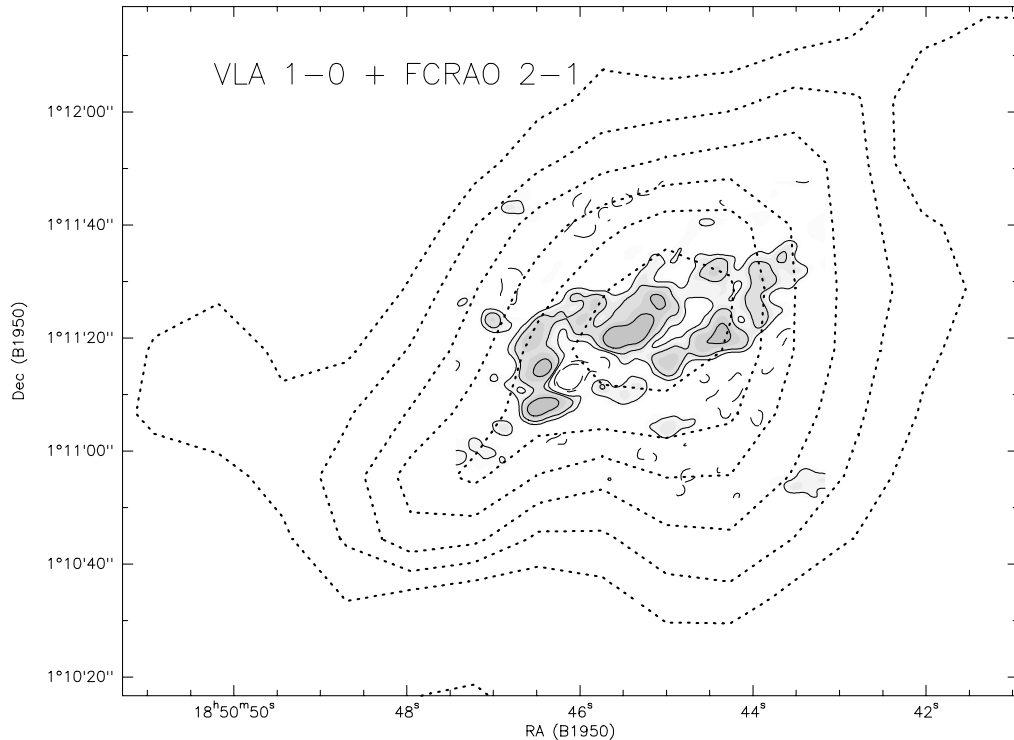 VLA 1-0 + FCRAO 2-1
1°12'00''
1°11'40''
1°11'20''
1°11'00''
1°10'40''
1°10'20''
Dec (B1950)
18ʰ50ᵐ50ˢ 48ˢ 46ˢ 44ˢ 42ˢ
RA (B1950)